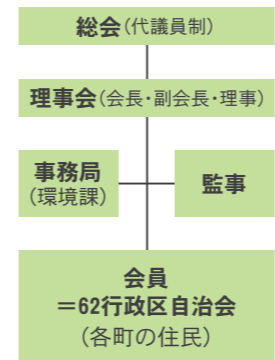 総会(代議員制)
理事会(会長・副会長・理事)
事務局
(環境課)
監事
会員
=62行政区自治会
(各町の住民)